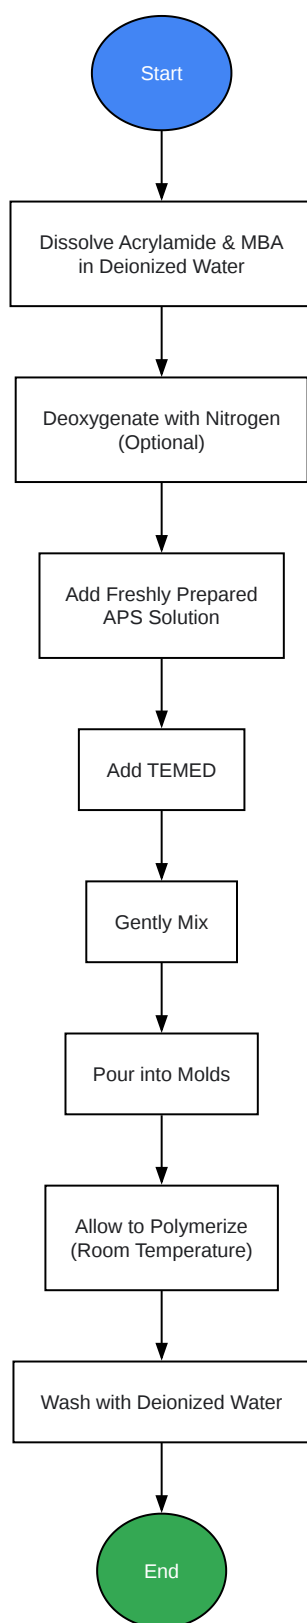 Start
Dissolve Acrylamide & MBA
in Deionized Water
Deoxygenate with Nitrogen
(Optional)
Add Freshly Prepared
APS Solution
Add TEMED
Gently Mix
Pour into Molds
Allow to Polymerize
(Room Temperature)
Wash with Deionized Water
End